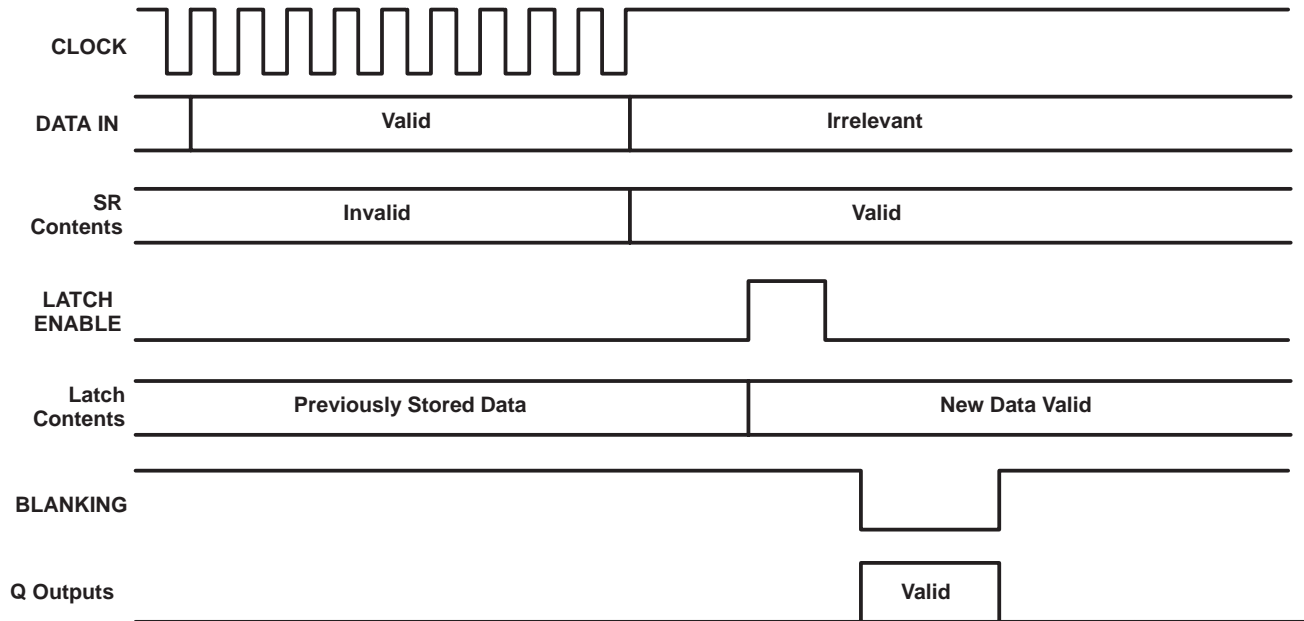 CLOCK
DATA IN
Valid
Irrelevant
SR
Contents
Invalid
Valid
LATCH
ENABLE
Latch
Contents
Previously Stored Data
New Data Valid
BLANKING
Q Outputs
Valid